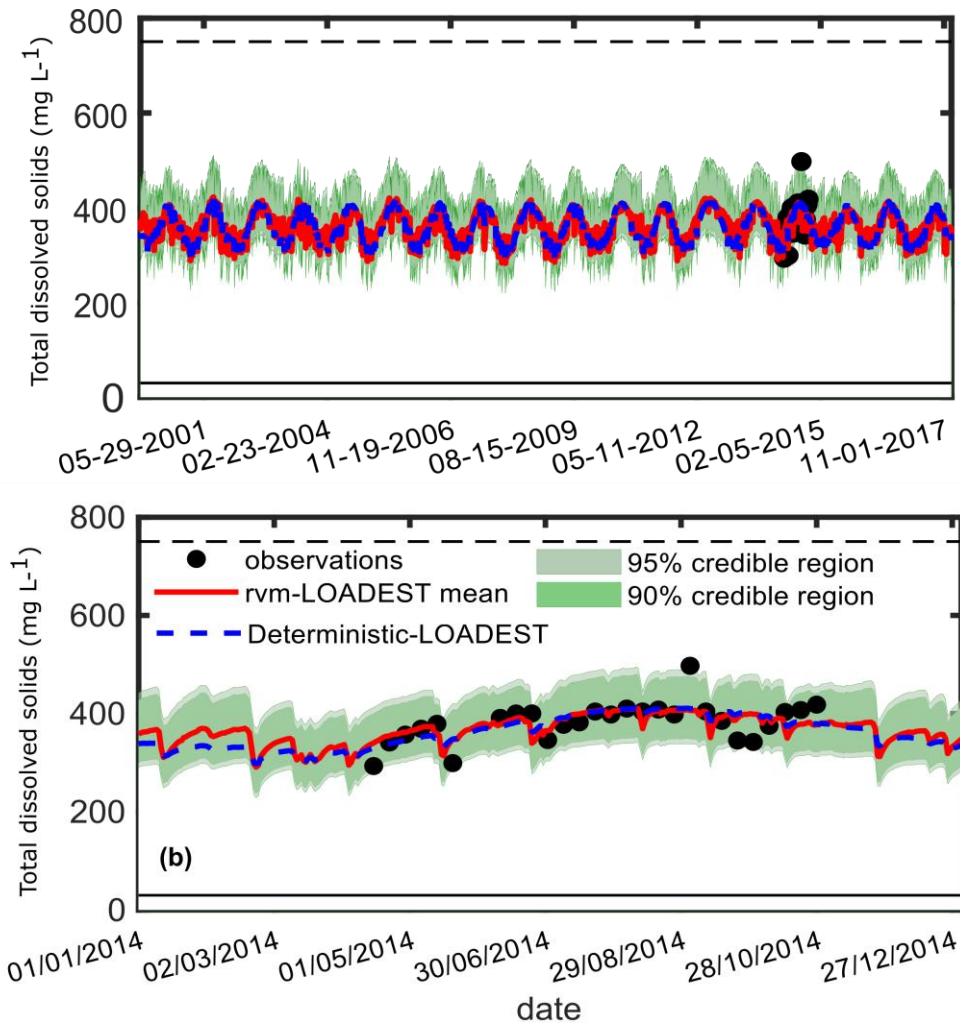 Total dissolved solids (mg L-1)
800
600
400
200
0
05-29-2001
02-23-2004
11-19-2006
08-15-2009
05-11-2012
02-05-2015
11-01-2017
Total dissolved solids (mg L-1)
800
600
400
200
0
observations
rvm-LOADEST mean
Deterministic-LOADEST
95% credible region
90% credible region
(b)
01/01/2014
02/03/2014
01/05/2014
30/06/2014
29/08/2014
28/10/2014
27/12/2014
date